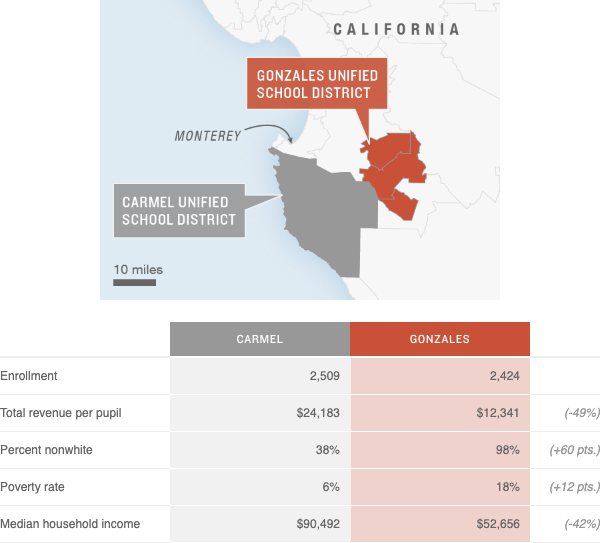 CALIFORNIA
GONZALES UNIFIED
SCHOOL DISTRICT
MONTEREY
CARMEL UNIFIED
SCHOOL DISTRICT
10 miles
CARMEL GONZALES
Enrollment 2,509 2,424
Total revenue per pupil $24,183 $12,341 (-49%)
Percent nonwhite 38% 98% (+60 pts.)
Poverty rate 6% 18% (+12 pts.)
Median household income $90,492 $52,656 (-42%)